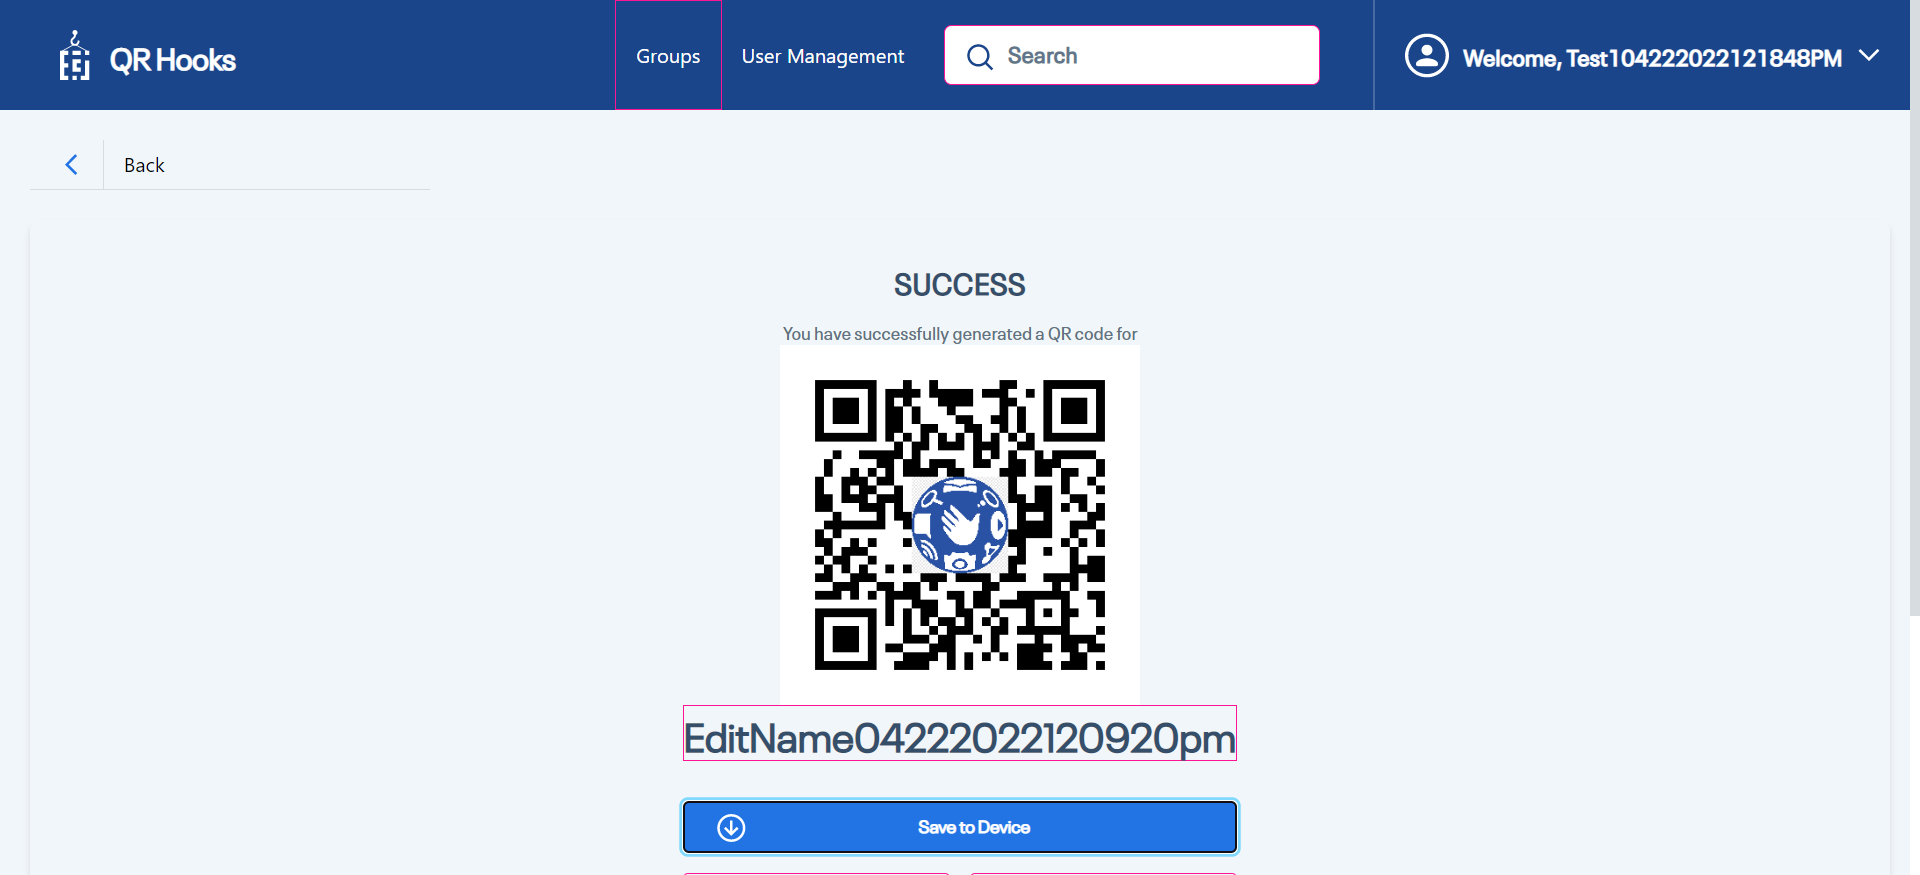 QR Hooks
Groups
User Management
Search
Welcome, Test104222022121848PM
Back
SUCCESS
You have successfully generated a QR code for
EditName04222022120920pm
Save to Device